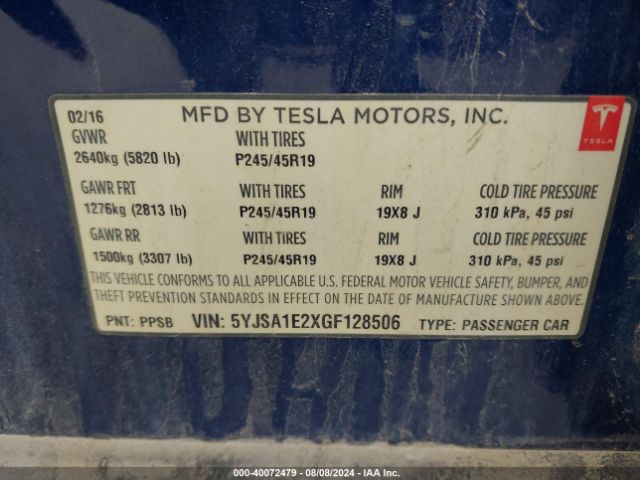 02/16 MFD BY TESLA MOTORS, INC.
TESLA
GVWR WITH TIRES
2640kg (5820 lb) P245/45R19
GAWR FRT WITH TIRES RIM COLD TIRE PRESSURE
1276kg (2813 lb) P245/45R19 19X8 J 310 kPa, 45 psi
GAWR RR WITH TIRES RIM COLD TIRE PRESSURE
1500kg (3307 lb) P245/45R19 19X8 J 310 kPa, 45 psi
THIS VEHICLE CONFORMS TO ALL APPLICABLE U.S. FEDERAL MOTOR VEHICLE SAFETY, BUMPER, AND
THEFT PREVENTION STANDARDS IN EFFECT ON THE DATE OF MANUFACTURE SHOWN ABOVE.
PNT: PPSB VIN: 5YJSA1E2XGF128506 TYPE: PASSENGER CAR
000-40072479 - 08/08/2024 - IAA Inc.